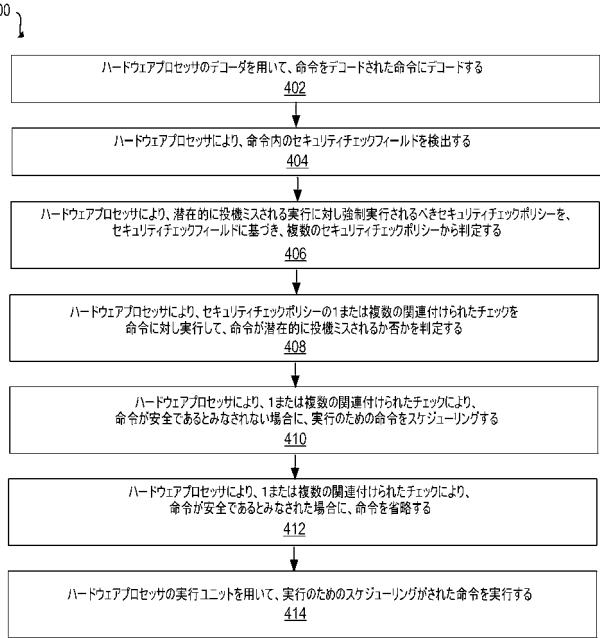 00
ハードウェアプロセッサのデコーダを用いて、命令をデコードされた命令にデコードする
402
ハードウェアプロセッサにより、命令内のセキュリティチェックフィールドを検出する
404
ハードウェアプロセッサにより、潜在的に投機ミスされる実行に対し強制実行されるべきセキュリティチェックポリシーを、
セキュリティチェックフィールドに基づき、複数のセキュリティチェックポリシーから判定する
406
ハードウェアプロセッサにより、セキュリティチェックポリシーの1または複数の関連付けられたチェックを
命令に対し実行して、命令が潜在的に投機ミスされるか否かを判定する
408
ハードウェアプロセッサにより、1または複数の関連付けられたチェックにより、
命令が安全であるとみなされない場合に、実行のための命令をスケジューリングする
410
ハードウェアプロセッサにより、1または複数の関連付けられたチェックにより、
命令が安全であるとみなされた場合に、命令を省略する
412
ハードウェアプロセッサの実行ユニットを用いて、実行のためのスケジューリングがされた命令を実行する
414